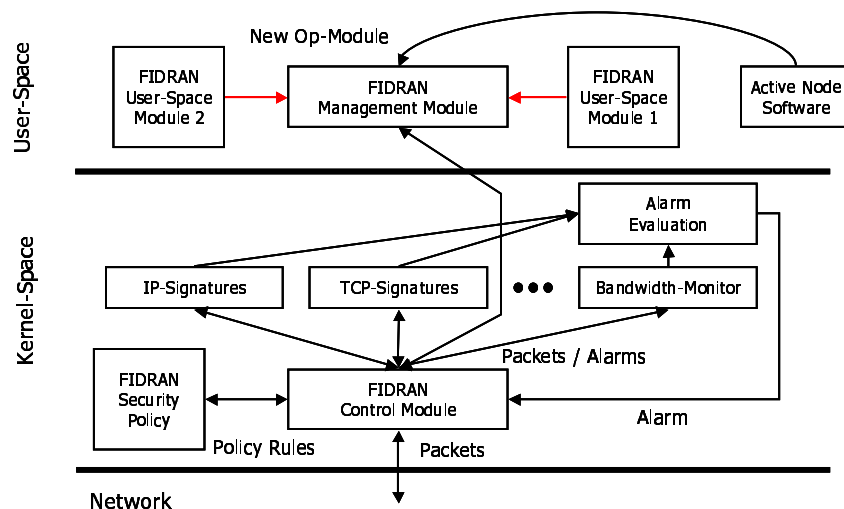 User-Space
New Op-Module
FIDRAN
User-Space
Module 2
FIDRAN
Management Module
FIDRAN
User-Space
Module 1
Active Node
Software
Kernel-Space
Alarm
Evaluation
IP-Signatures
TCP-Signatures
Bandwidth-Monitor
Packets / Alarms
FIDRAN
Security
Policy
FIDRAN
Control Module
Alarm
Policy Rules
Packets
Network